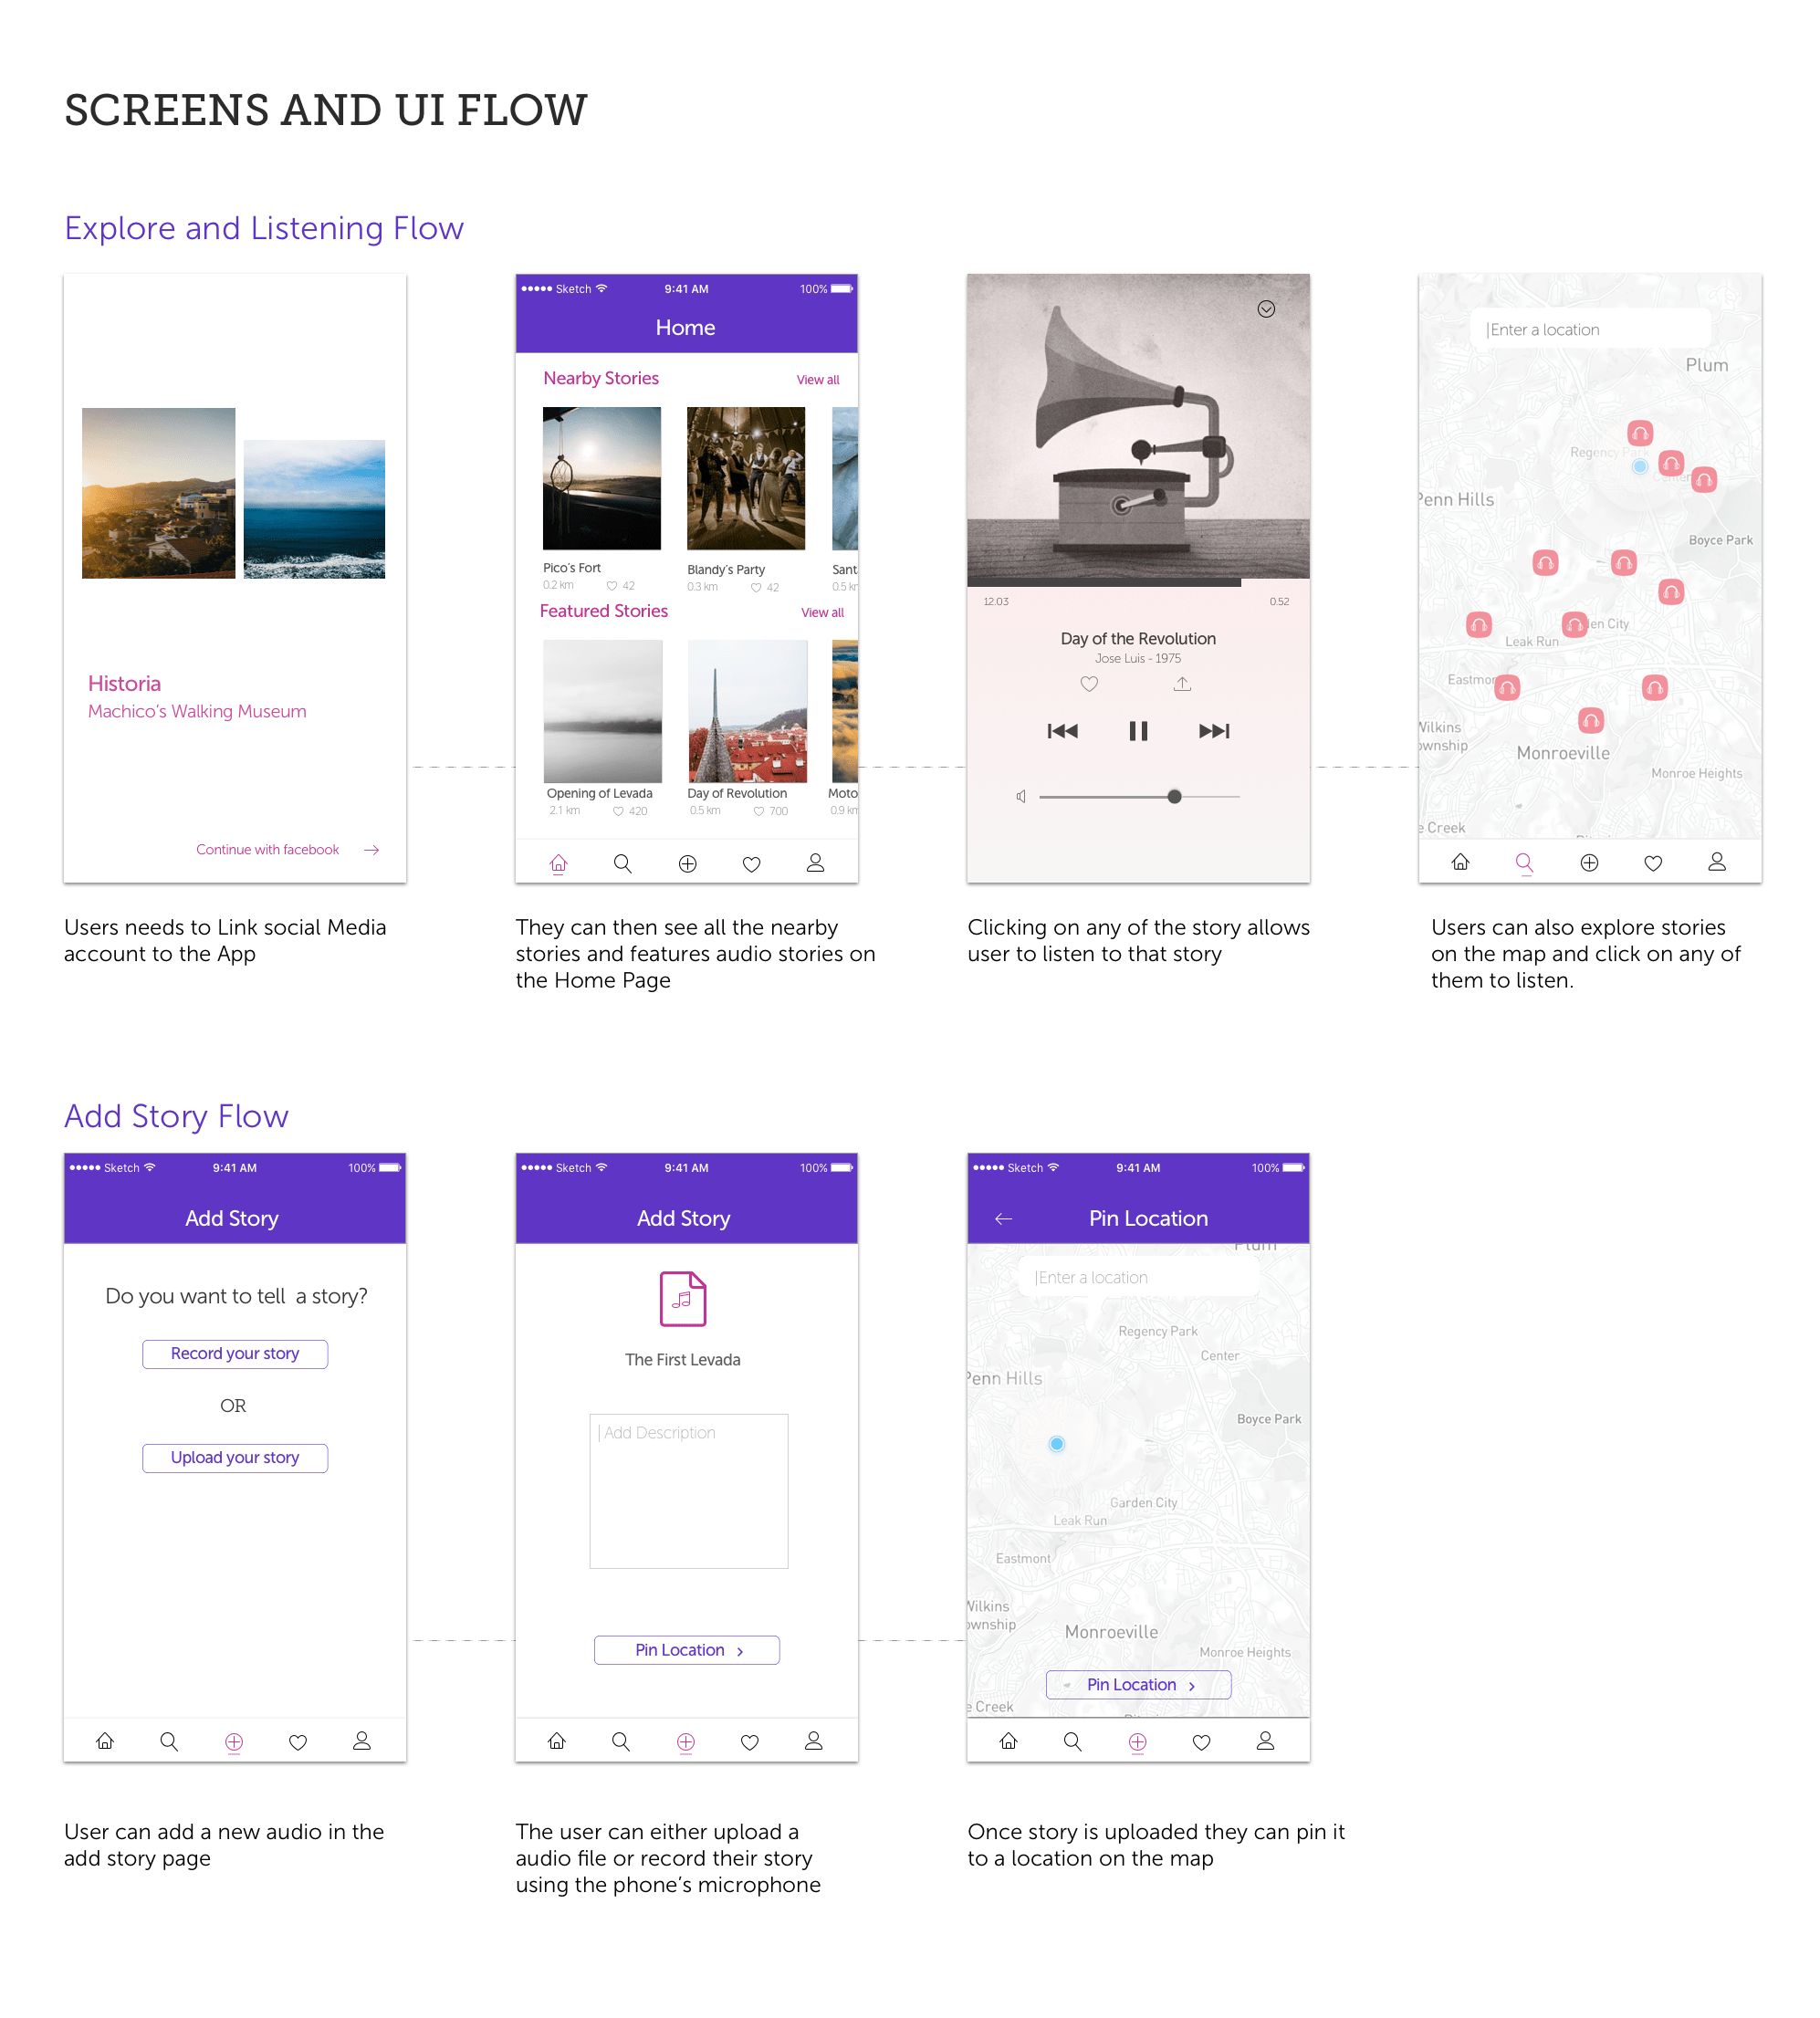 SCREENS AND UI FLOW
Explore and Listening Flow
Historia
Machico's Walking Museum
Continue with facebook
Sketch 9:41 AM 100%
Home
Nearby Stories View all
Pico's Fort Blandy's Party Sant
0.2 km 42 0.3 km 42 0.5 k
Featured Stories View all
Opening of Levada Day of Revolution Moto
2.1 km 420 0.5 km 700 0.9 k
12.03 0.52
Day of the Revolution
Jose Luis - 1975
Enter a location
Plum
Regency Park
Penn Hills
Boyce Park
en City
Leak Run
Eastmo
Wilkins
ownship
Monroeville
Monroe Heights
e Creek
Users needs to Link social Media
account to the App
They can then see all the nearby
stories and features audio stories on
the Home Page
Clicking on any of the story allows
user to listen to that story
Users can also explore stories
on the map and click on any of
them to listen.
Add Story Flow
Sketch 9:41 AM 100%
Add Story
Do you want to tell a story?
Record your story
OR
Upload your story
Sketch 9:41 AM 100%
Add Story
The First Levada
Add Description
Pin Location
Sketch 9:41 AM 100%
Pin Location
Plum
Enter a location
Regency Park
Center
Penn Hills
Boyce Park
Garden City
Leak Run
Eastmont
Wilkins
ownship
Monroeville
Monroe Heights
Pin Location
e Creek
User can add a new audio in the
add story page
The user can either upload a
audio file or record their story
using the phone's microphone
Once story is uploaded they can pin it
to a location on the map